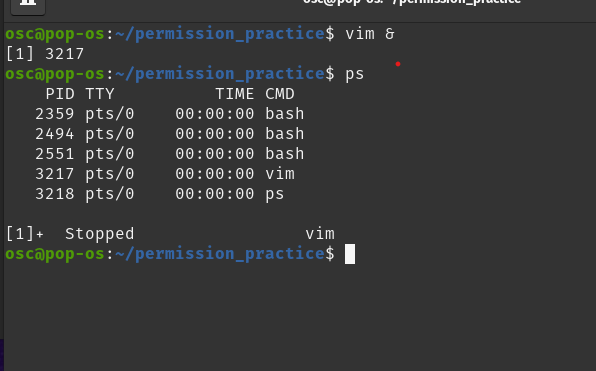 osc@pop-os: ~/permission_practice
osc@pop-os:~/permission_practice$ vim &
[1] 3217
osc@pop-os:~/permission_practice$ ps
    PID TTY          TIME CMD
   2359 pts/0    00:00:00 bash
   2494 pts/0    00:00:00 bash
   2551 pts/0    00:00:00 bash
   3217 pts/0    00:00:00 vim
   3218 pts/0    00:00:00 ps
[1]+  Stopped                 vim
osc@pop-os:~/permission_practice$